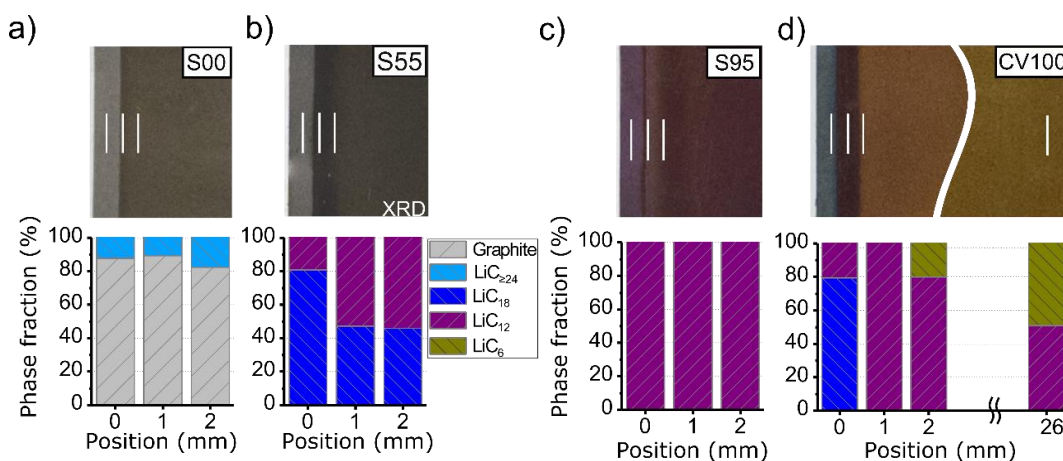 a)
S00
b)
S55
XRD
c)
S95
d)
CV100
Phase fraction (%)
100
80
60
40
20
0
0 1 2
Position (mm)
100
80
60
40
20
0
0 1 2
Position (mm)
Graphite
LiC≥24
LiC18
LiC12
LiC6
Phase fraction (%)
100
80
60
40
20
0
0 1 2
Position (mm)
100
80
60
40
20
0
0 1 2 26
Position (mm)